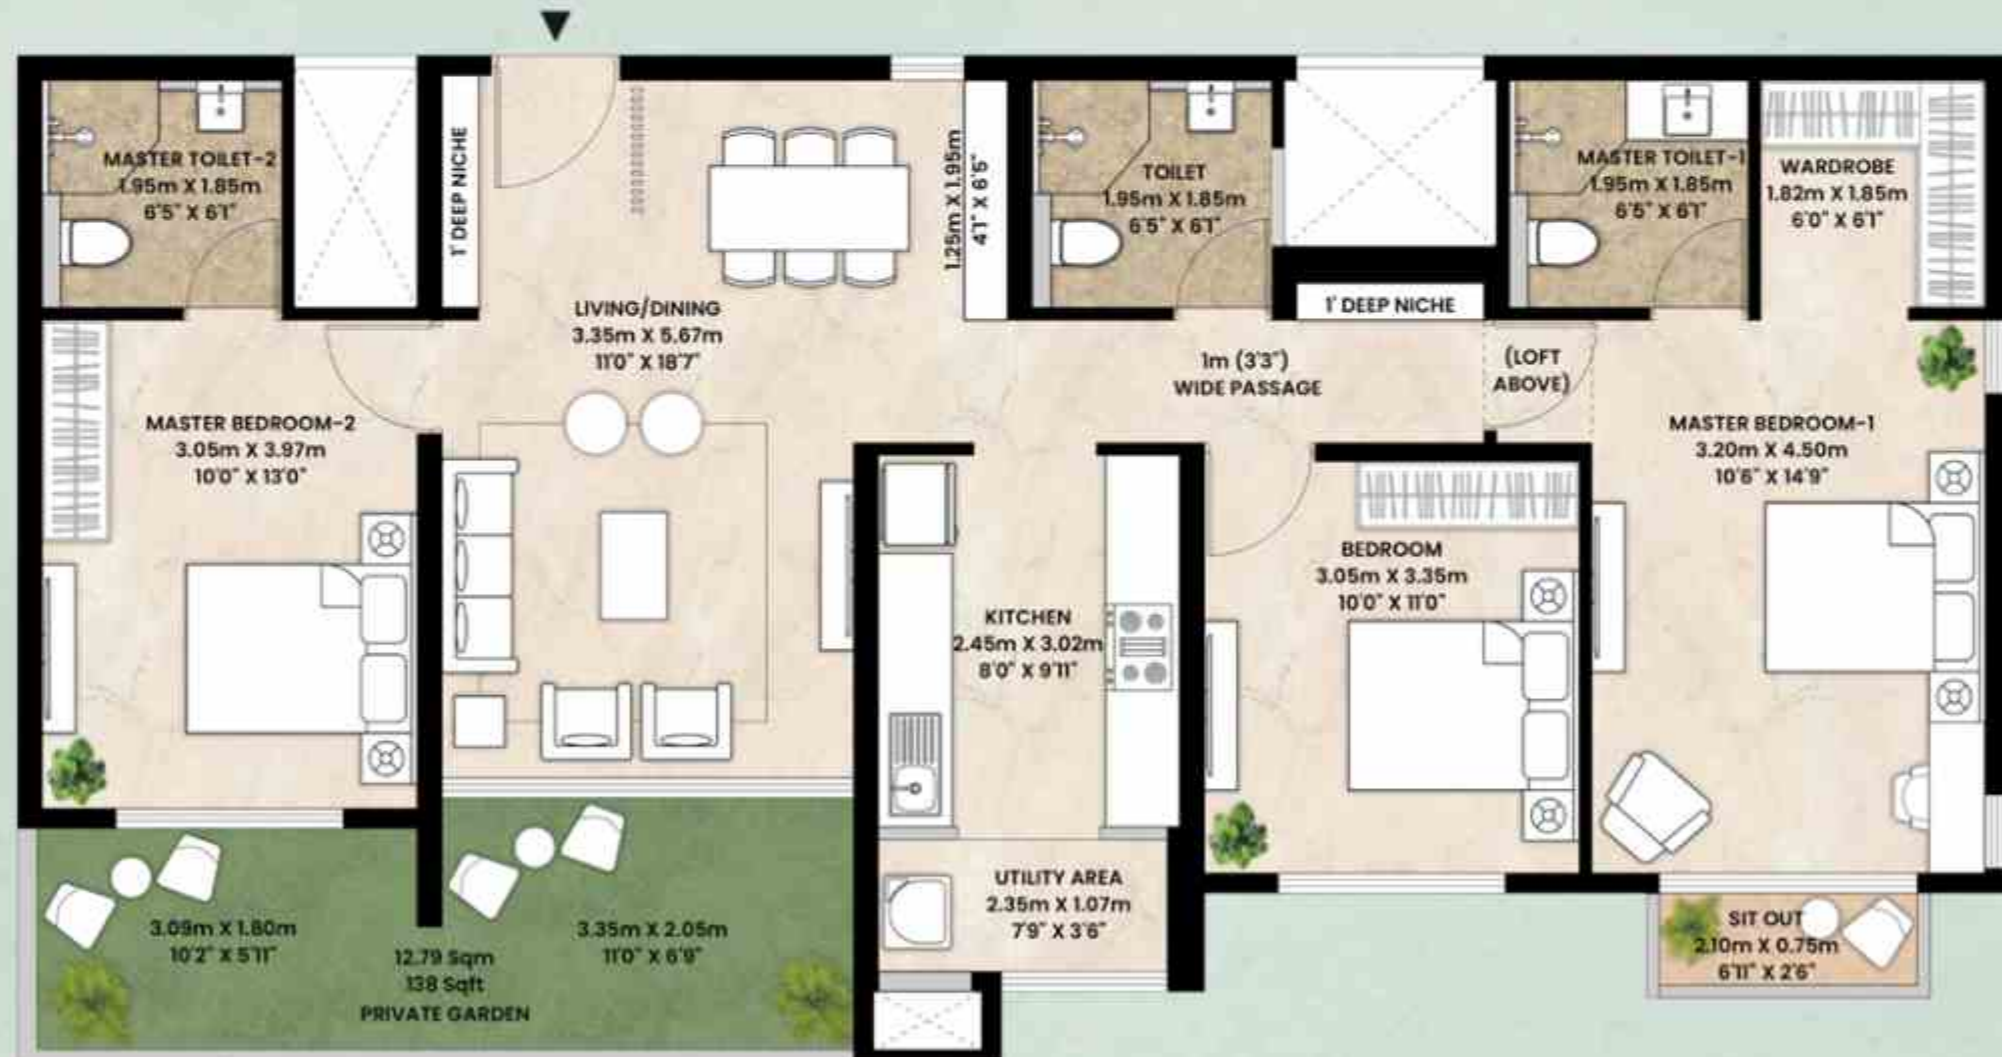 MASTER TOILET-2
1.95m X 1.85m
6'5" X 6'1"
1' DEEP NICHE
LIVING/DINING
3.35m X 5.67m
11'0" X 18'7"
1.25m X 1.95m
4'1" X 6'5"
TOILET
1.95m X 1.85m
6'5" X 6'1"
1' DEEP NICHE
MASTER TOILET-1
1.95m X 1.85m
6'5" X 6'1"
WARDROBE
1.82m X 1.85m
6'0" X 6'1"
1m (3'3")
WIDE PASSAGE
(LOFT
ABOVE)
MASTER BEDROOM-2
3.05m X 3.97m
10'0" X 13'0"
MASTER BEDROOM-1
3.20m X 4.50m
10'6" X 14'9"
BEDROOM
3.05m X 3.35m
10'0" X 11'0"
KITCHEN
2.45m X 3.02m
8'0" X 9'11"
UTILITY AREA
2.35m X 1.07m
7'9" X 3'6"
3.09m X 1.80m
10'2" X 5'11"
12.79 Sqm
138 Sqft
PRIVATE GARDEN
3.35m X 2.05m
11'0" X 6'9"
SIT OUT
2.10m X 0.75m
6'11" X 2'6"